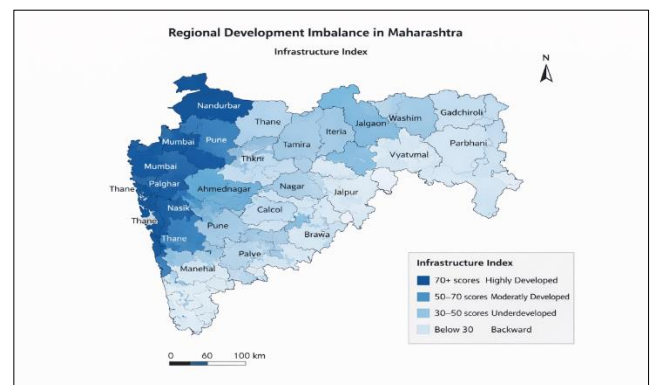 Regional Development Imbalance in Maharashtra
Infrastructure Index
N
Nandurbar
Thane
Iteria
Jalgaon
Washim
Gadchiroli
Mumbai
Pune
Tamira
Parbhani
Thkni
Vyatvmal
Mumbai
Palghar
Thane
Ahmednagar
Nagar
Jalpur
Nasik
Calcol
Thane
Pune
Brawa
Thane
Palve
Manehal
Infrastructure Index
70+ scores Highly Developed
50–70 scores Moderatly Developed
30–50 scores Underdeveloped
Below 30 Backward
0 60 100 km